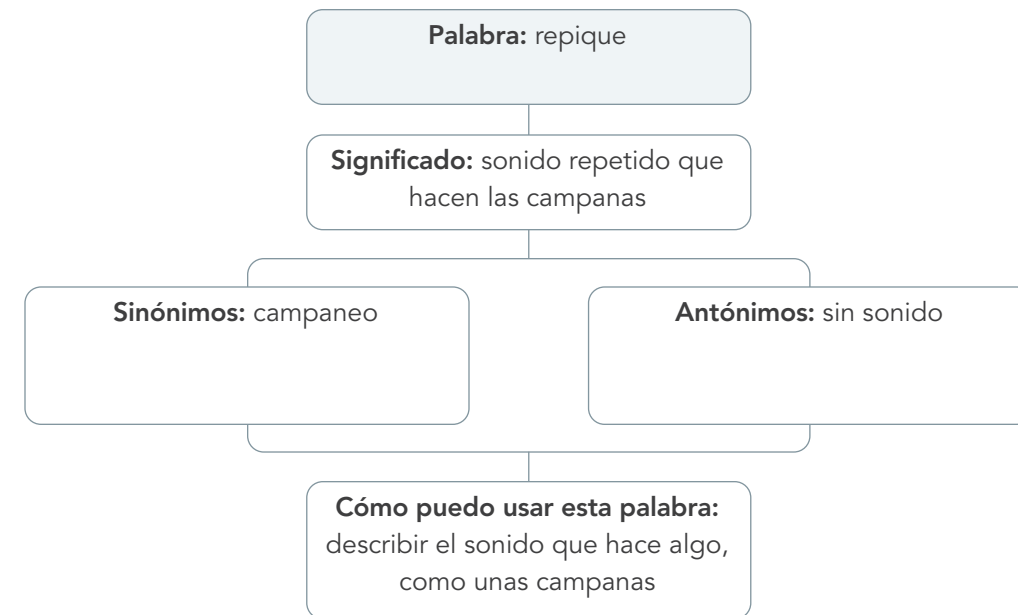 Palabra: repique
Significado: sonido repetido que
hacen las campanas
Sinónimos: campaneo
Antónimos: sin sonido
Cómo puedo usar esta palabra:
describir el sonido que hace algo,
como unas campanas